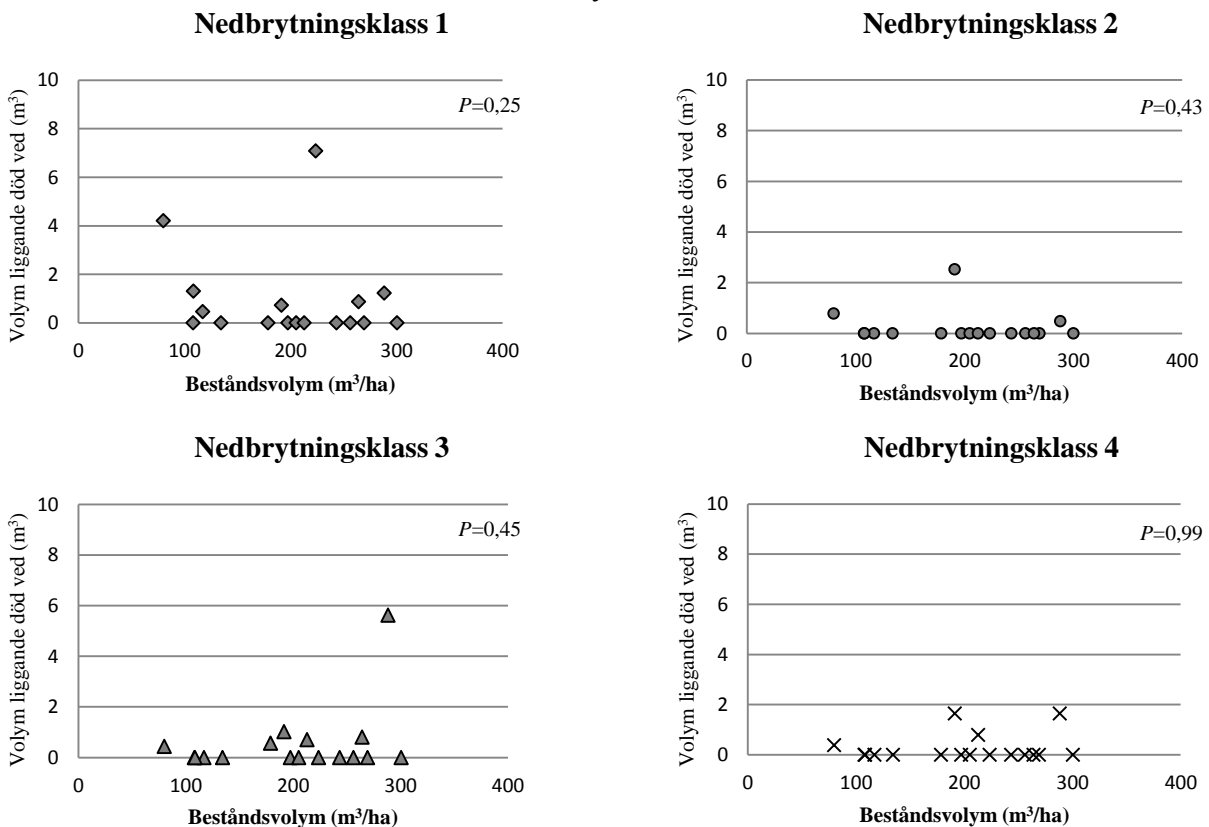 Nedbrytningsklass 1
Volym liggande död ved (m³)
10
8
6
4
2
0
P=0,25
0 100 200 300 400
Beståndsvolym (m³/ha)
Nedbrytningsklass 2
Volym liggande död ved (m³)
10
8
6
4
2
0
P=0,43
0 100 200 300 400
Beståndsvolym (m³/ha)
Nedbrytningsklass 3
Volym liggande död ved (m³)
10
8
6
4
2
0
P=0,45
0 100 200 300 400
Beståndsvolym (m³/ha)
Nedbrytningsklass 4
Volym liggande död ved (m³)
10
8
6
4
2
0
P=0,99
0 100 200 300 400
Beståndsvolym (m³/ha)